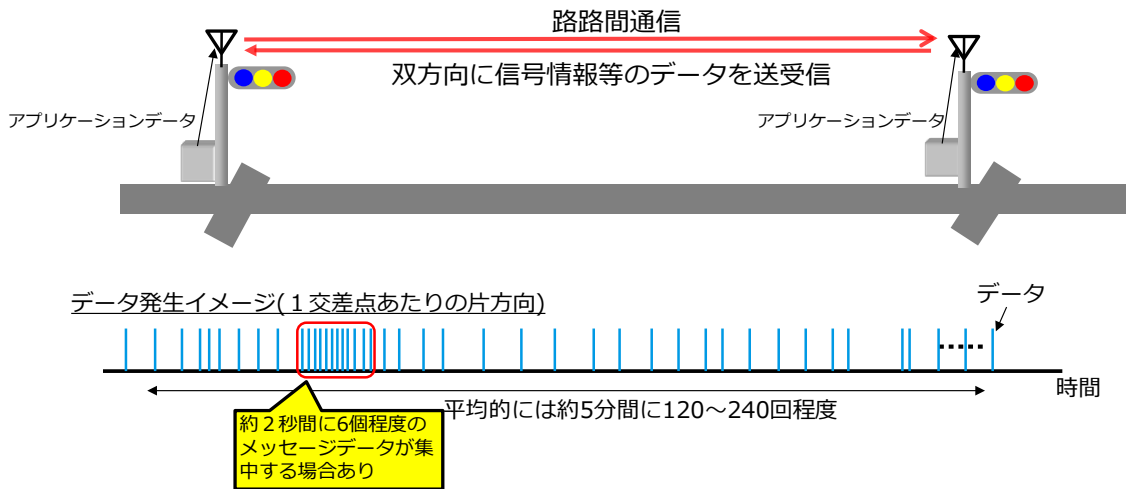 路路間通信
双方向に信号情報等のデータを送受信
アプリケーションデータ
アプリケーションデータ
データ発生イメージ(１交差点あたりの片方向)
データ
時間
平均的には約5分間に120～240回程度
約２秒間に6個程度の
メッセージデータが集
中する場合あり